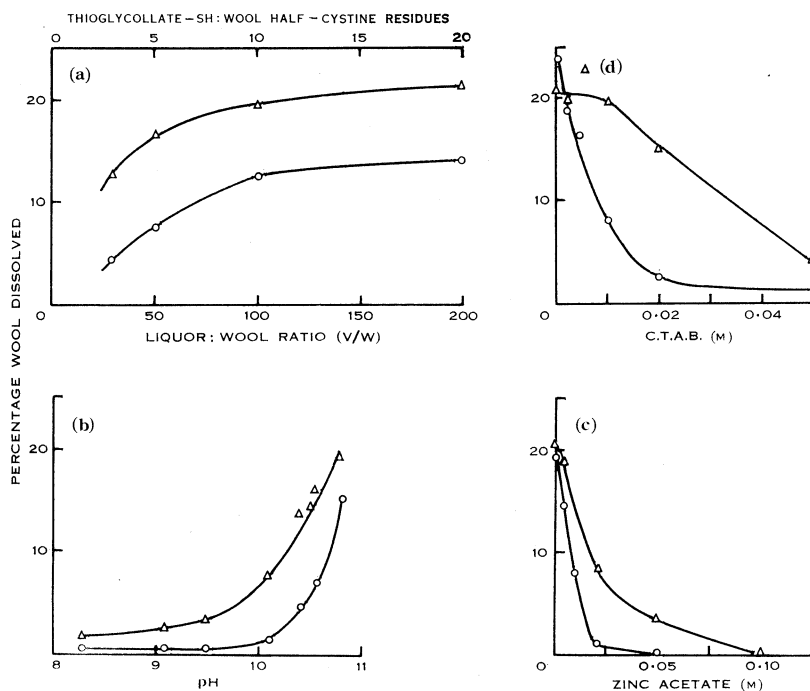 THIOGLYCOLLATE-SH: WOOL HALF-CYSTINE RESIDUES
0 5 10 15 20
(a)
20
10
0 50 100 150 200
LIQUOR: WOOL RATIO (V/W)
(d)
20
10
0 0·02 0·04
C.T.A.B. (M)
PERCENTAGE WOOL DISSOLVED
(b)
20
10
8 9 10 11
pH
(c)
20
10
0 0·05 0·10
ZINC ACETATE (M)